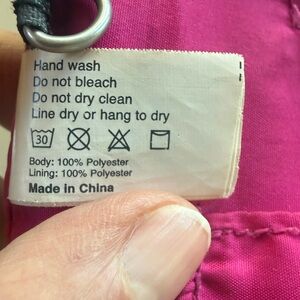 Hand wash
Do not bleach
Do not dry clean
Line dry or hang to dry
30
Body: 100% Polyester
Lining: 100% Polyester
Made in China